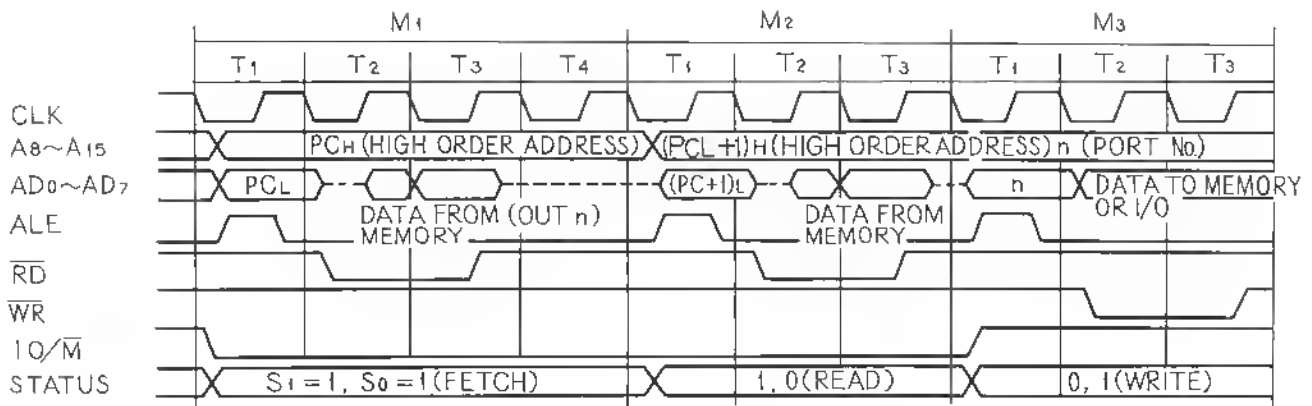 M1 M2 M3
T1 T2 T3 T4 T1 T2 T3 T1 T2 T3
CLK
A8~A15 PCH (HIGH ORDER ADDRESS) (PCL+1)H (HIGH ORDER ADDRESS) n (PORT No.)
AD0~AD7 PCL (PC+1)L n DATA TO MEMORY
OR I/O
ALE DATA FROM (OUT n) DATA FROM
MEMORY MEMORY
RD
WR
IO/M
STATUS S1=1, S0=1(FETCH) 1, 0(READ) 0, 1(WRITE)